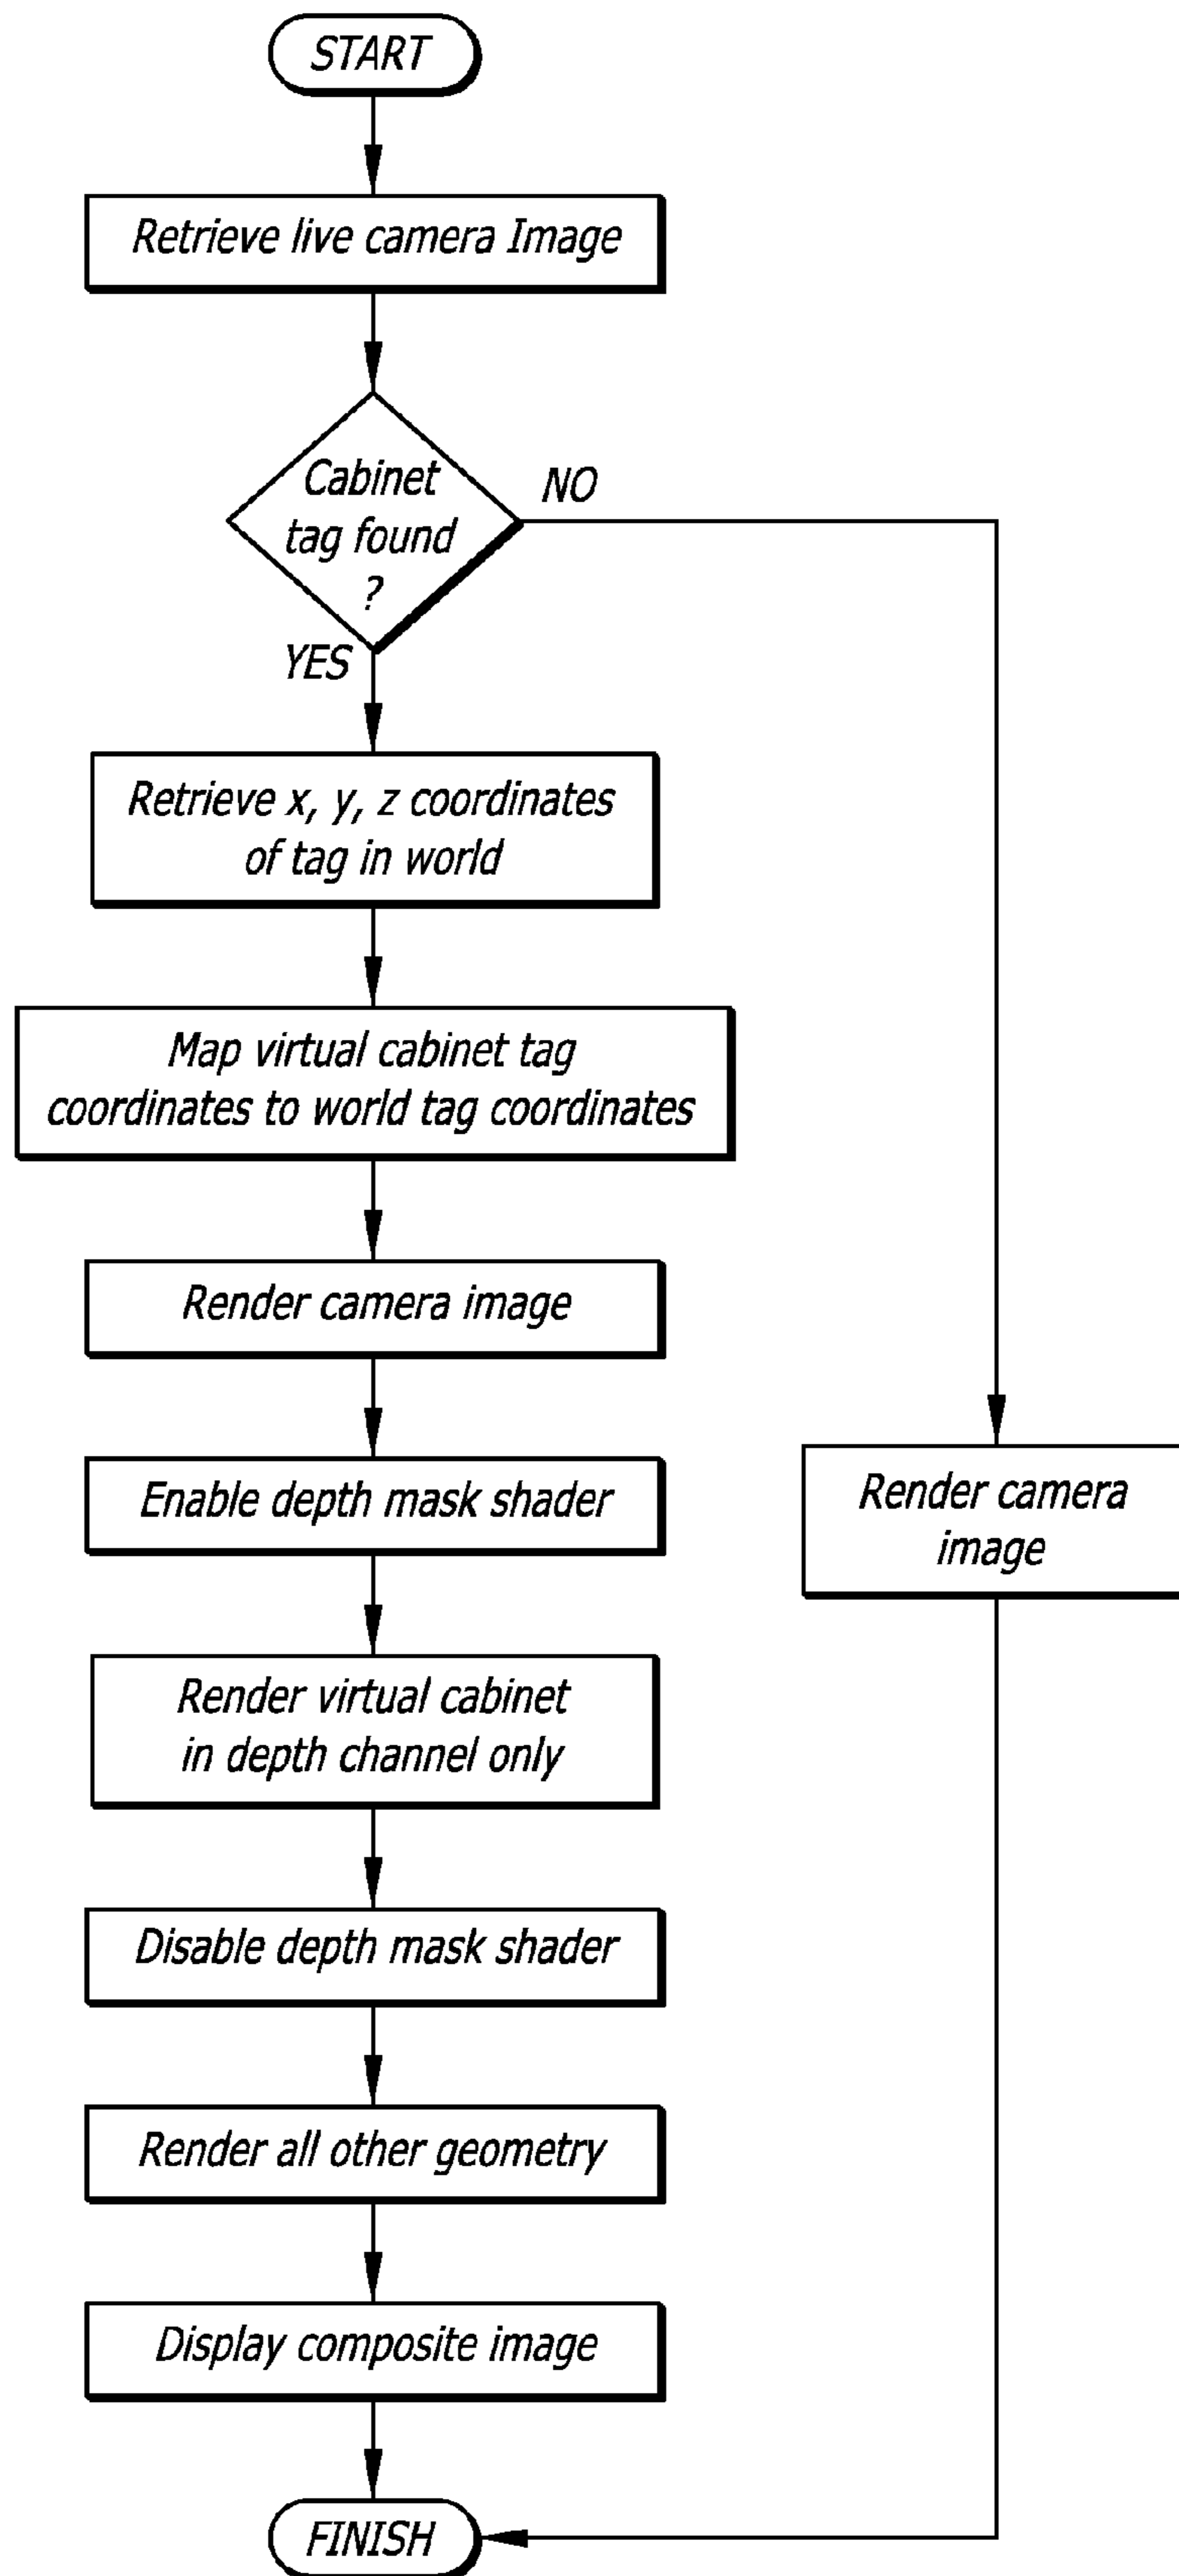 START
Retrieve live camera Image
Cabinet
tag found
?
NO
YES
Retrieve x, y, z coordinates
of tag in world
Map virtual cabinet tag
coordinates to world tag coordinates
Render camera image
Enable depth mask shader
Render camera
image
Render virtual cabinet
in depth channel only
Disable depth mask shader
Render all other geometry
Display composite image
FINISH